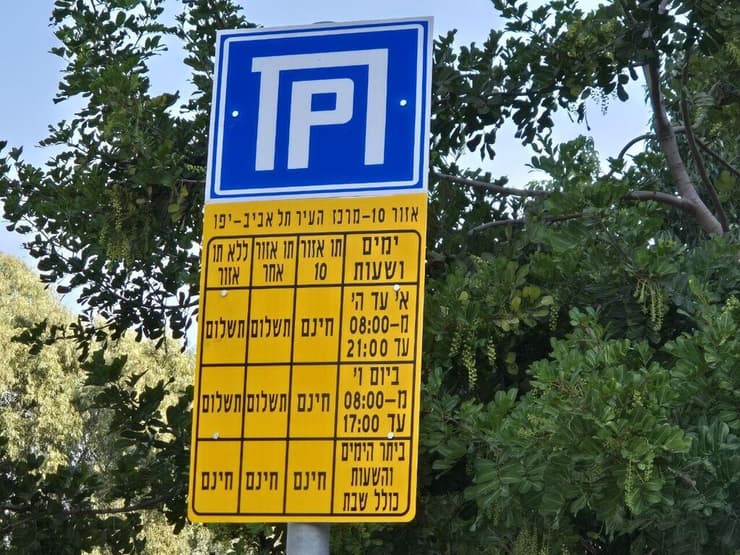 P
אזור 10-מרכז העיר תל אביב-יפו
ימים ושעות
תו אזור 10
תו אזור אחר
ללא תו אזור
א' עד ה' מ-08:00 עד 21:00
חינם
תשלום
תשלום
ביום ו' מ-08:00 עד 17:00
חינם
תשלום
תשלום
ביתר הימים והשעות כולל שבת
חינם
חינם
חינם